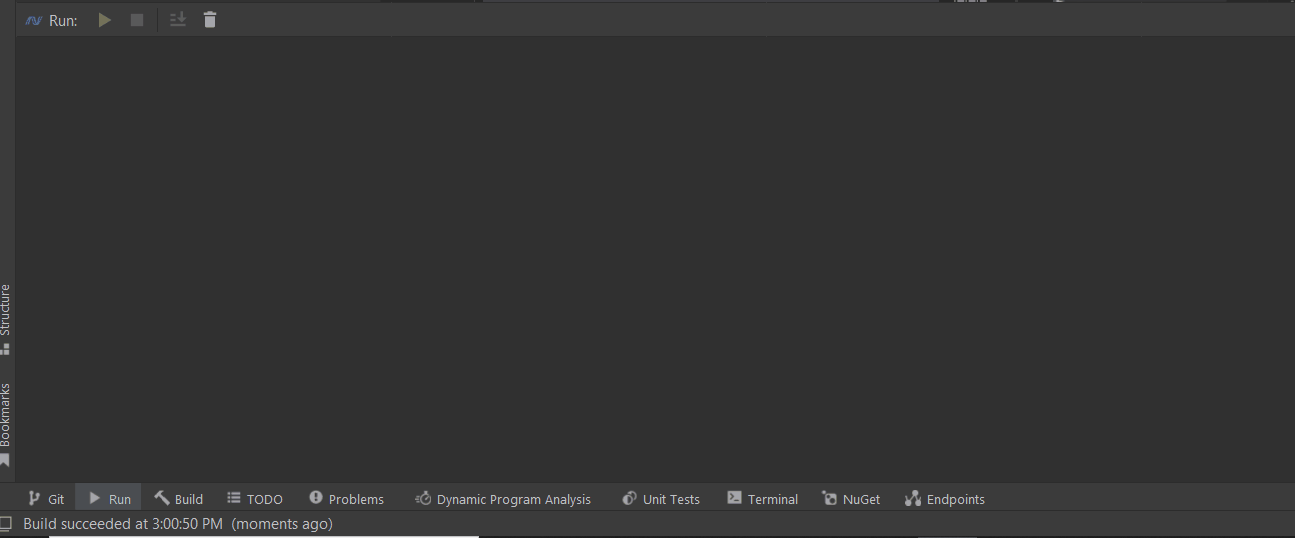 Run:
Structure
Bookmarks
Git Run Build TODO Problems Dynamic Program Analysis Unit Tests Terminal NuGet Endpoints
Build succeeded at 3:00:50 PM (moments ago)